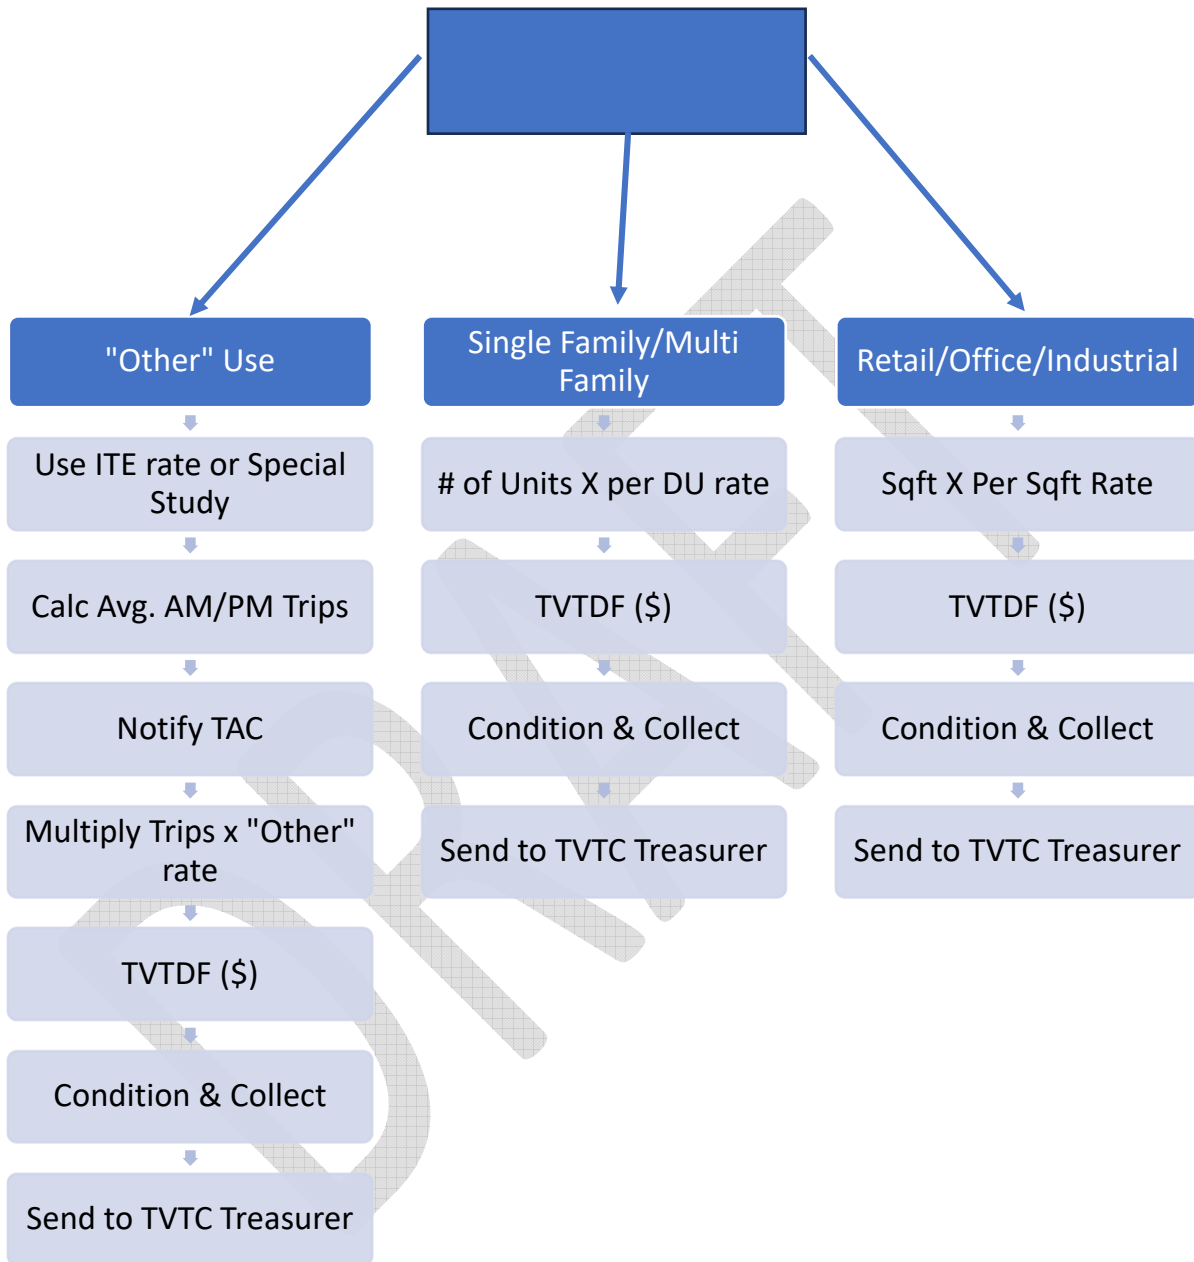 "Other" Use
Use ITE rate or Special
Study
Calc Avg. AM/PM Trips
Notify TAC
Multiply Trips x "Other"
rate
TVTDF ($)
Condition & Collect
Send to TVTC Treasurer
Single Family/Multi
Family
# of Units X per DU rate
TVTDF ($)
Condition & Collect
Send to TVTC Treasurer
Retail/Office/Industrial
Sqft X Per Sqft Rate
TVTDF ($)
Condition & Collect
Send to TVTC Treasurer
DRAFT